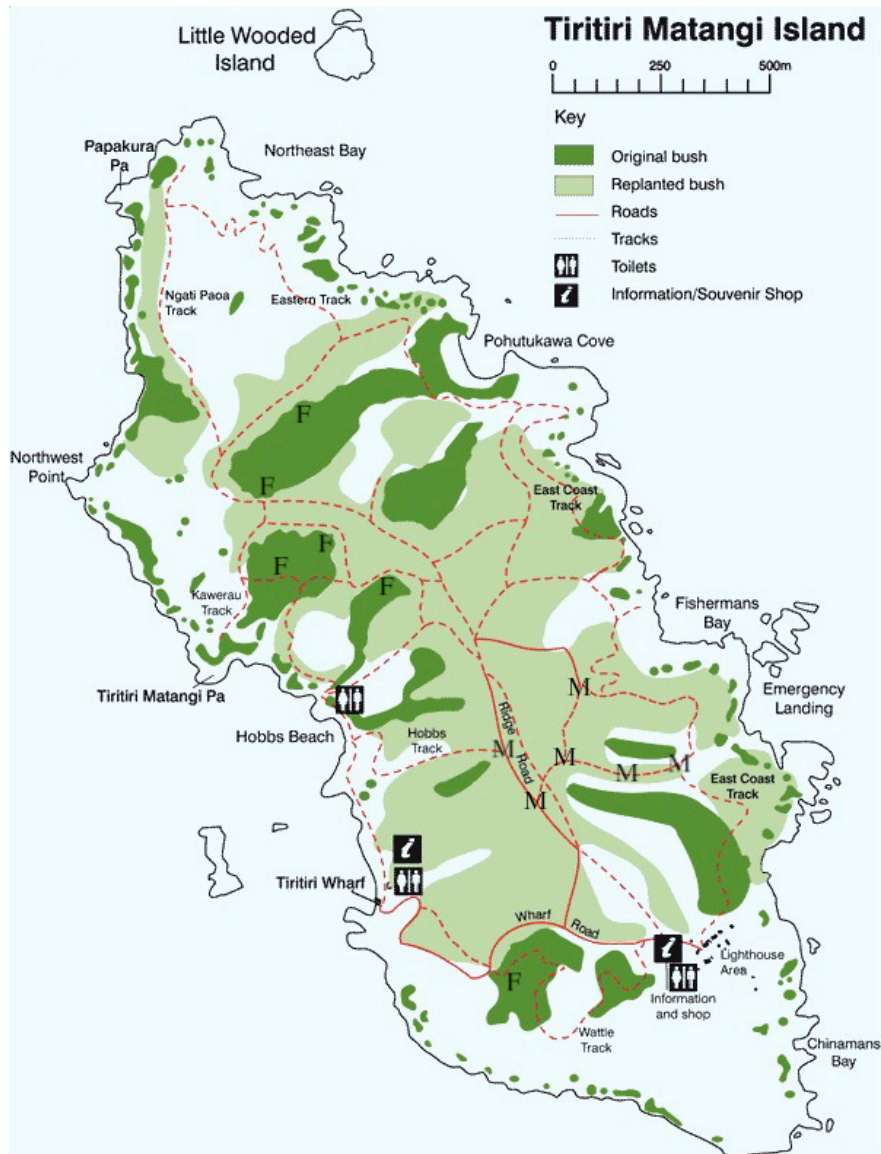 Tiritiri Matangi Island
Little Wooded
Island
0 250 500m
Key
Original bush
Replanted bush
Roads
Tracks
Toilets
i Information/Souvenir Shop
Papakura
Pa
Northeast Bay
Ngati Paoa
Track
Eastern Track
Pohutukawa Cove
F
Northwest
Point
F
East Coast
Track
F
F
F
Kawerau
Track
Fishermans
Bay
Tiritiri Matangi Pa
M
Emergency
Landing
Hobbs Beach
Hobbs
Track
Ridge
Road
M
M
M
M
M
East Coast
Track
i
Tiritiri Wharf
Wharf
Road
i
Lighthouse
Area
F
Information
and shop
Wattle
Track
Chinamans
Bay